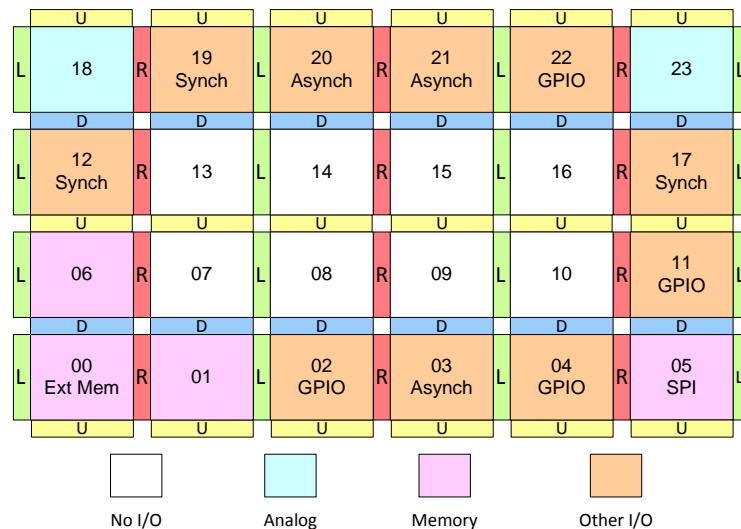 U U U U U U
L 18 R 19 Synch L 20 Asynch R 21 Asynch L 22 GPIO R 23 L
D D D D D D
L 12 Synch R 13 L 14 R 15 L 16 R 17 Synch L
U U U U U U
L 06 R 07 L 08 R 09 L 10 R 11 GPIO L
D D D D D D
L 00 Ext Mem R 01 L 02 GPIO R 03 Asynch L 04 GPIO R 05 SPI L
U U U U U U
No I/O Analog Memory Other I/O